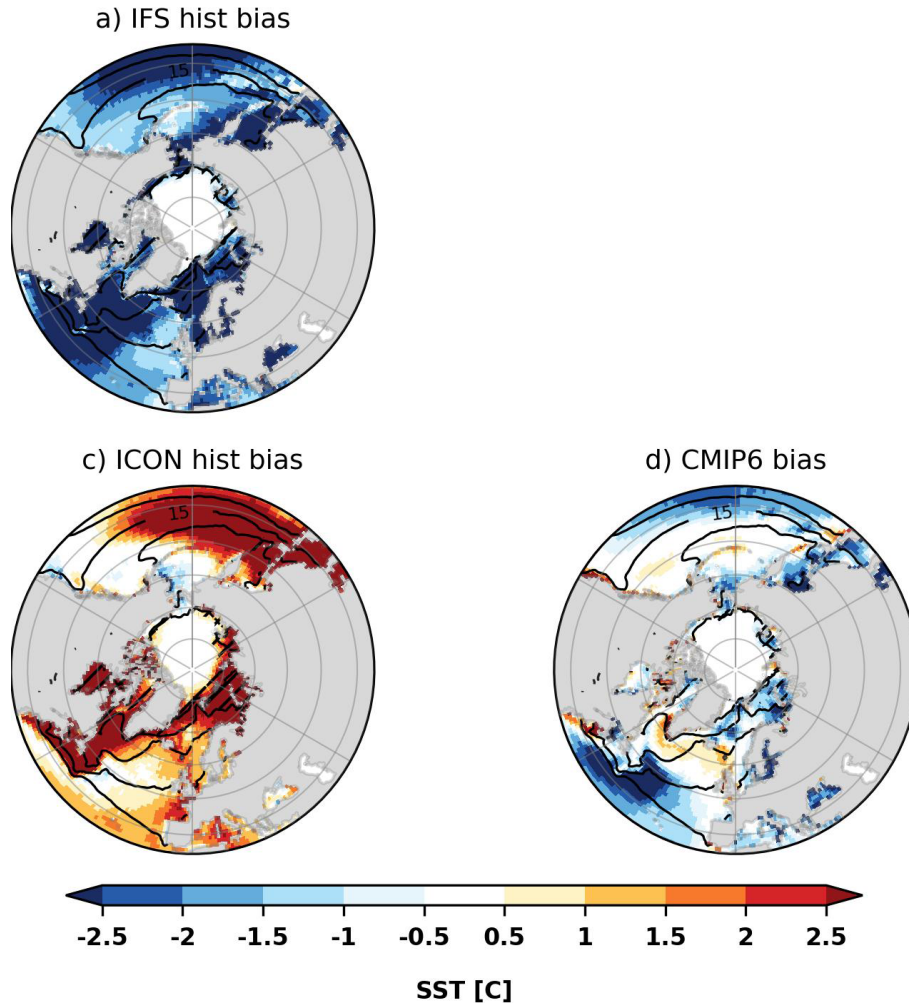 a) IFS hist bias
15
c) ICON hist bias
d) CMIP6 bias
15
15
-2.5 -2 -1.5 -1 -0.5 0.5 1 1.5 2 2.5
SST [C]